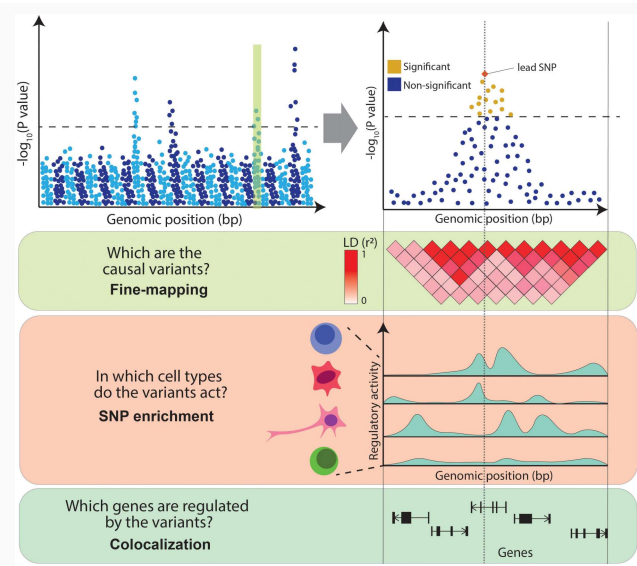 -log10(P value)
Genomic position (bp)
Significant
Non-significant
lead SNP
-log10(P value)
Genomic position (bp)
Which are the
causal variants?
Fine-mapping
LD (r²)
1
0
In which cell types
do the variants act?
SNP enrichment
Regulatory activity
Genomic position (bp)
Which genes are regulated
by the variants?
Colocalization
Genes